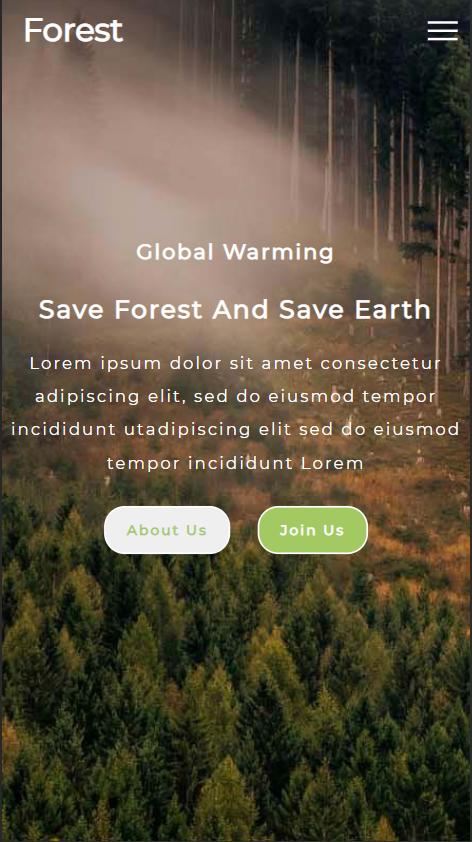 Forest
Global Warming
Save Forest And Save Earth
Lorem ipsum dolor sit amet consectetur
adipiscing elit, sed do eiusmod tempor
incididunt utadipiscing elit sed do eiusmod
tempor incididunt Lorem
About Us
Join Us